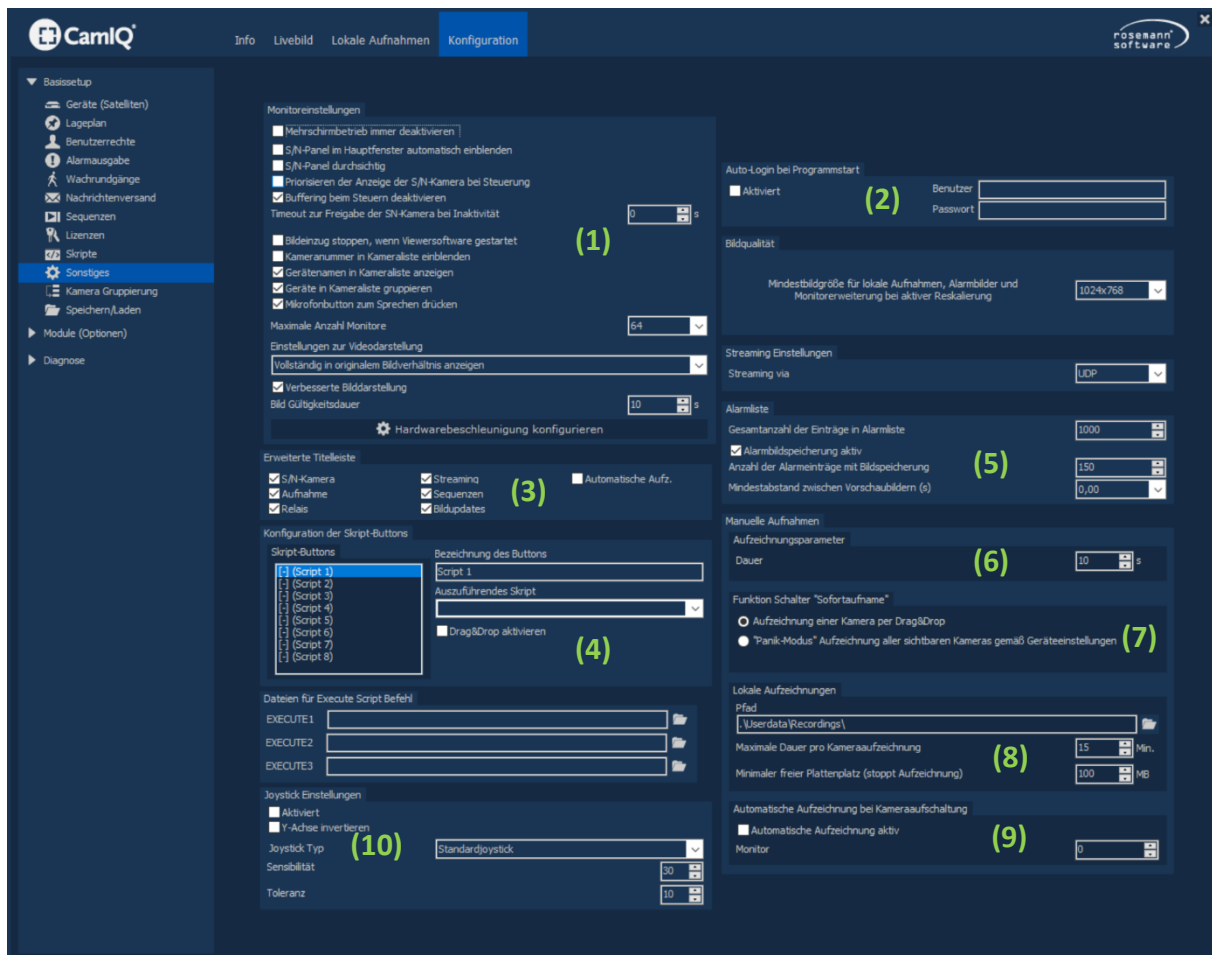 CamIQ
Info Livebild Lokale Aufnahmen Konfiguration
rosemann
software
Basissetup
Geräte (Satelliten)
Lageplan
Benutzerrechte
Alarmausgabe
Wachrundgänge
Nachrichtenversand
Sequenzen
Lizenzen
Skripte
Sonstiges
Kamera Gruppierung
Speichern/Laden
Module (Optionen)
Diagnose
Monitoreinstellungen
Mehrschirmbetrieb immer deaktivieren
S/N-Panel im Hauptfenster automatisch einblenden
S/N-Panel durchsichtig
Priorisieren der Anzeige der S/N-Kamera bei Steuerung
Buffering beim Steuern deaktivieren
Timeout zur Freigabe der SN-Kamera bei Inaktivität 0 s
(1)
Bildeinzug stoppen, wenn Viewersoftware gestartet
Kameranummer in Kameraliste einblenden
Gerätenamen in Kameraliste anzeigen
Geräte in Kameraliste gruppieren
Mikrofonbutton zum Sprechen drücken
Maximale Anzahl Monitore 64
Einstellungen zur Videodarstellung
Vollständig in originalem Bildverhältnis anzeigen
Verbesserte Bilddarstellung
Bild Gültigkeitsdauer 10 s
Hardwarebeschleunigung konfigurieren
Erweiterte Titelleiste
S/N-Kamera Streaming Automatische Aufz.
Aufnahme Sequenzen (3)
Relais Bildupdates
Konfiguration der Skript-Buttons
Skript-Buttons
[-] (Script 1)
[-] (Script 2)
[-] (Script 3)
[-] (Script 4)
[-] (Script 5)
[-] (Script 6)
[-] (Script 7)
[-] (Script 8)
Bezeichnung des Buttons
Script 1
Auszuführendes Skript
Drag&Drop aktivieren
(4)
Dateien für Execute Script Befehl
EXECUTE1
EXECUTE2
EXECUTE3
Joystick Einstellungen
Aktiviert
Y-Achse invertieren
(10)
Joystick Typ Standardjoystick
Sensibilität 30
Toleranz 10
Auto-Login bei Programmstart
Aktiviert (2) Benutzer
Passwort
Bildqualität
Mindestbildgröße für lokale Aufnahmen, Alarmbilder und
Monitorerweiterung bei aktiver Reskalierung
1024x768
Streaming Einstellungen
Streaming via UDP
Alarmliste
Gesamtanzahl der Einträge in Alarmliste 1000
Alarmbildspeicherung aktiv
(5)
Anzahl der Alarmeinträge mit Bildspeicherung 150
Mindestabstand zwischen Vorschaubildern (s) 0,00
Manuelle Aufnahmen
Aufzeichnungsparameter
Dauer (6) 10 s
Funktion Schalter "Sofortaufname"
Aufzeichnung einer Kamera per Drag&Drop
"Panik-Modus" Aufzeichnung aller sichtbaren Kameras gemäß Geräteeinstellungen (7)
Lokale Aufzeichnungen
Pfad
.\Userdata\Recordings\
Maximale Dauer pro Kameraaufzeichnung 15 Min.
(8)
Minimaler freier Plattenplatz (stoppt Aufzeichnung) 100 MB
Automatische Aufzeichnung bei Kameraaufschaltung
Automatische Aufzeichnung aktiv (9)
Monitor 0